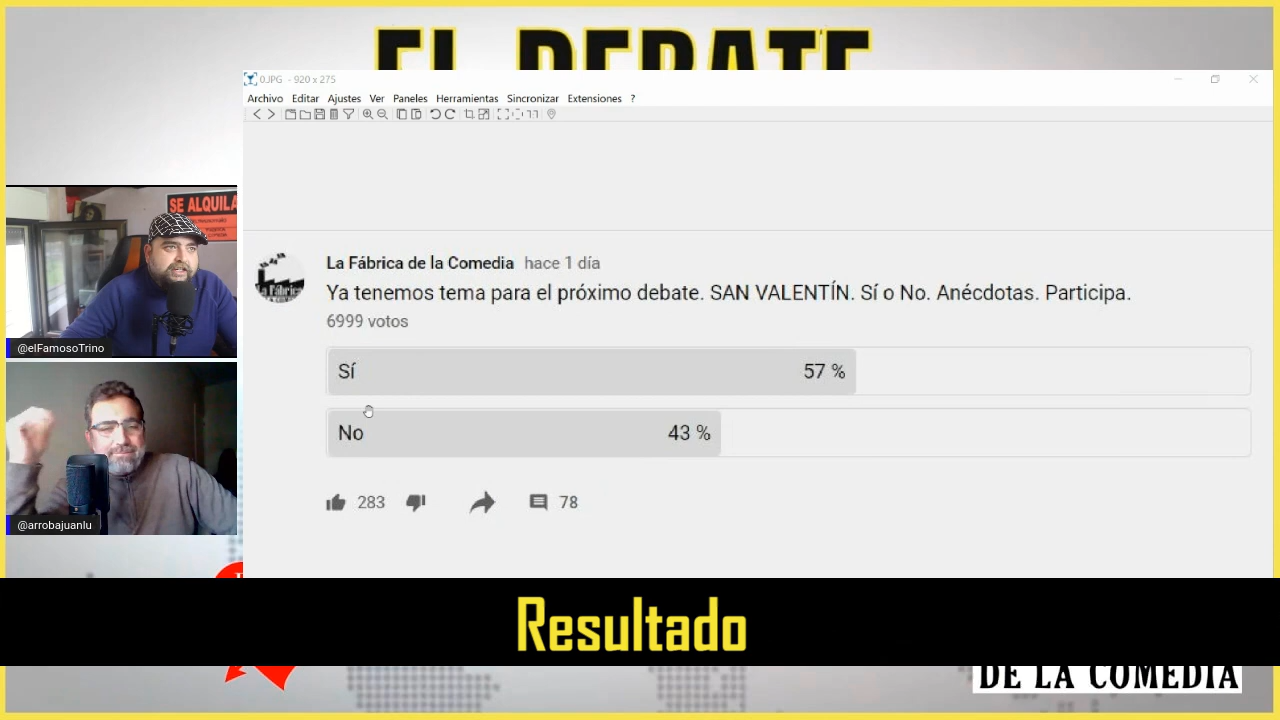 EL DEBATE
0.JPG - 920 x 275
Archivo Editar Ajustes Ver Paneles Herramientas Sincronizar Extensiones ?
SE ALQUILA
@elFamosoTrino
La Fábrica de la Comedia hace 1 día
Ya tenemos tema para el próximo debate. SAN VALENTÍN. Sí o No. Anécdotas. Participa.
6999 votos
Sí 57 %
No 43 %
283 78
@arrobajuanlu
Resultado
DE LA COMEDIA